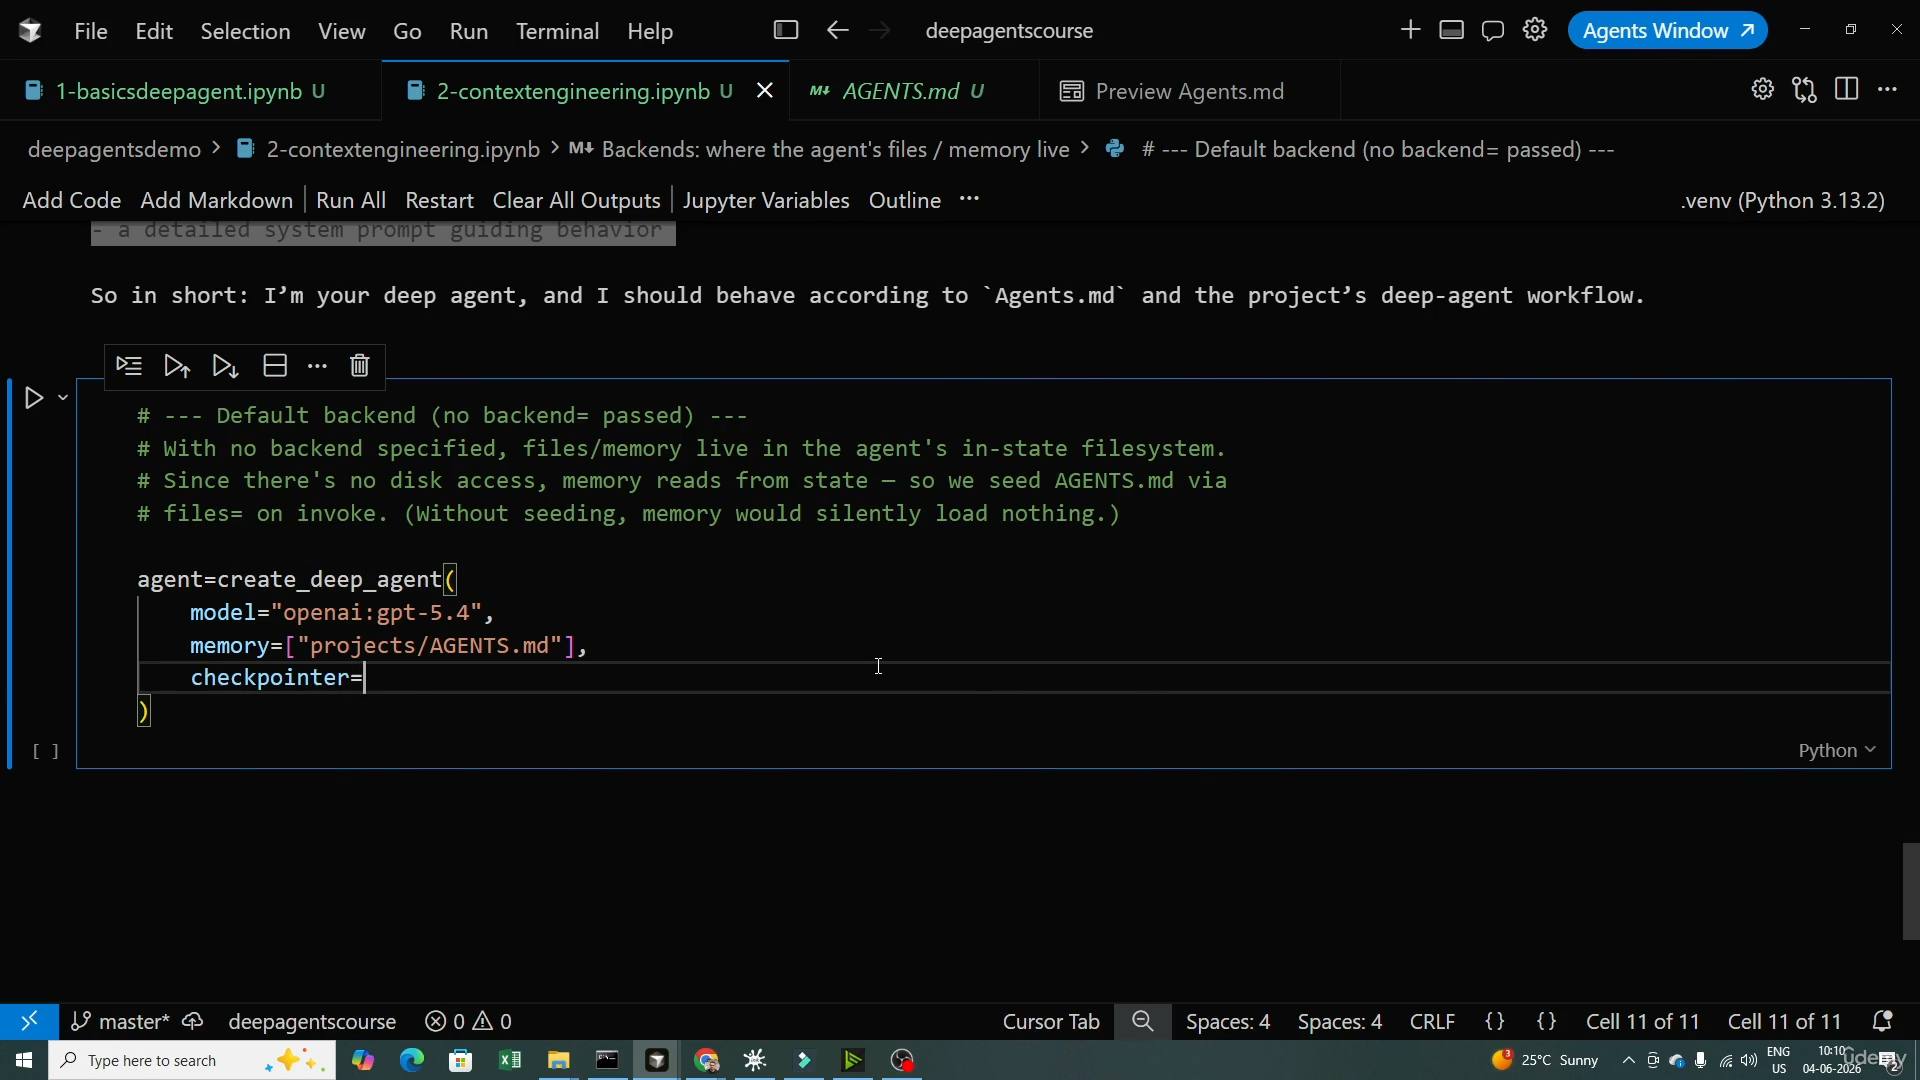 File Edit Selection View Go Run Terminal Help deepagentscourse Agents Window
1-basicsdeepagent.ipynb U 2-contextengineering.ipynb U AGENTS.md U Preview Agents.md
deepagentsdemo > 2-contextengineering.ipynb > M↓ Backends: where the agent's files / memory live > # --- Default backend (no backend= passed) ---
Add Code Add Markdown Run All Restart Clear All Outputs Jupyter Variables Outline ... .venv (Python 3.13.2)
- a detailed system prompt guiding behavior
So in short: I’m your deep agent, and I should behave according to `Agents.md` and the project’s deep-agent workflow.
# --- Default backend (no backend= passed) ---
# With no backend specified, files/memory live in the agent's in-state filesystem.
# Since there's no disk access, memory reads from state — so we seed AGENTS.md via
# files= on invoke. (Without seeding, memory would silently load nothing.)
agent=create_deep_agent(
model="openai:gpt-5.4",
memory=["projects/AGENTS.md"],
checkpointer=
)
[ ] Python
master* deepagentscourse 0 0 Cursor Tab Spaces: 4 Spaces: 4 CRLF {} {} Cell 11 of 11 Cell 11 of 11
Type here to search 3 25°C Sunny ENG US 10:10 04-06-2026 2
udemy